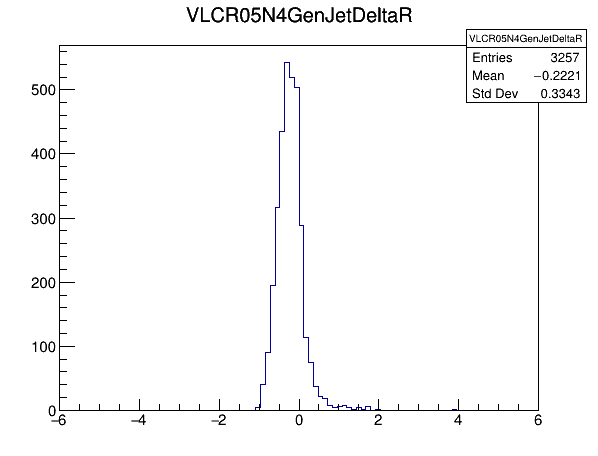 VLCR05N4GenJetDeltaR
VLCR05N4GenJetDeltaR
Entries 3257
Mean −0.2221
Std Dev 0.3343
500
400
300
200
100
0
−6 −4 −2 0 2 4 6